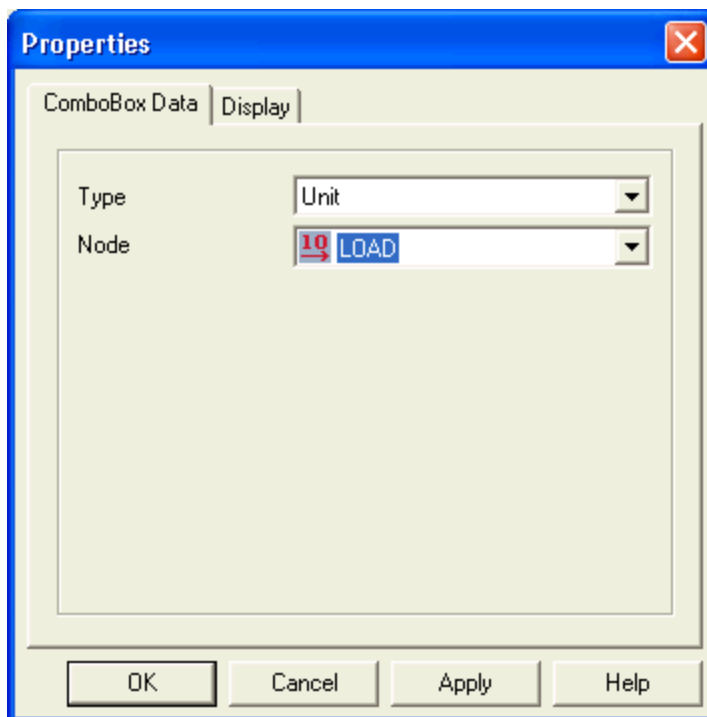 Properties
ComboBox Data Display
Type Unit
Node 10 LOAD
OK Cancel Apply Help